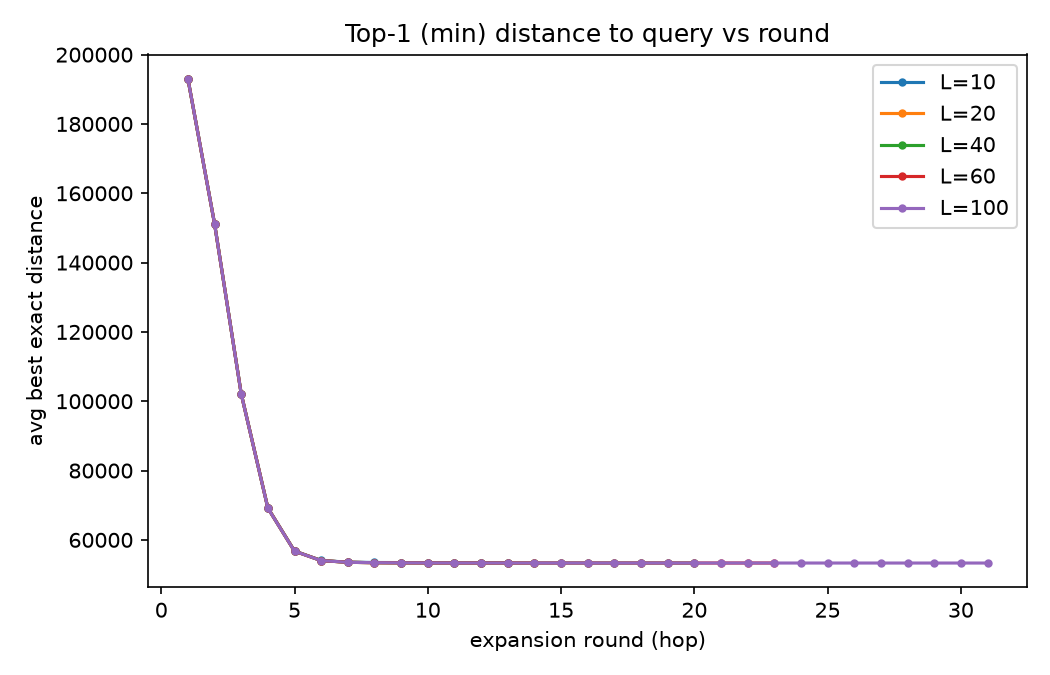 Top-1 (min) distance to query vs round
200000
180000
160000
140000
120000
100000
80000
60000
avg best exact distance
L=10
L=20
L=40
L=60
L=100
0 5 10 15 20 25 30
expansion round (hop)